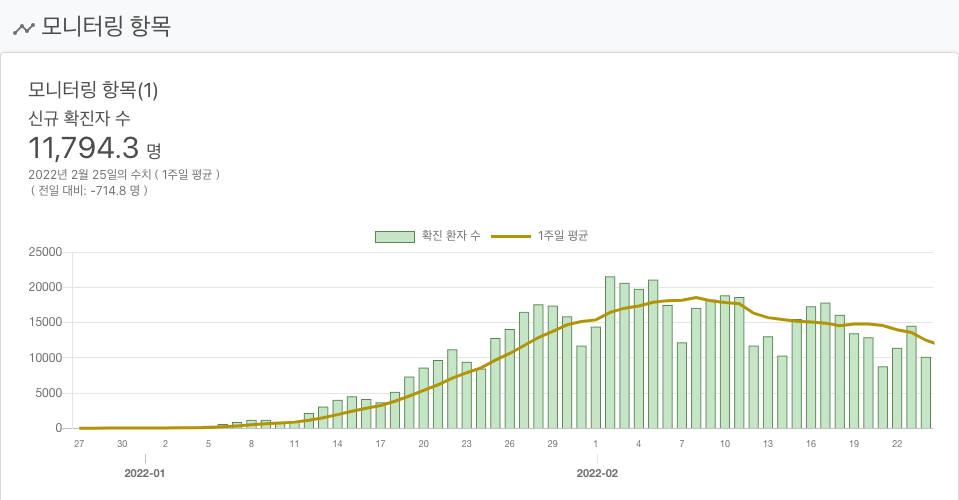 모니터링 항목
모니터링 항목(1)
신규 확진자 수
11,794.3 명
2022년 2월 25일의 수치 ( 1주일 평균 )
( 전일 대비: -714.8 명 )
확진 환자 수 1주일 평균
25000
20000
15000
10000
5000
0
27 30 2 5 8 11 14 17 20 23 26 29 1 4 7 10 13 16 19 22
2022-01 2022-02